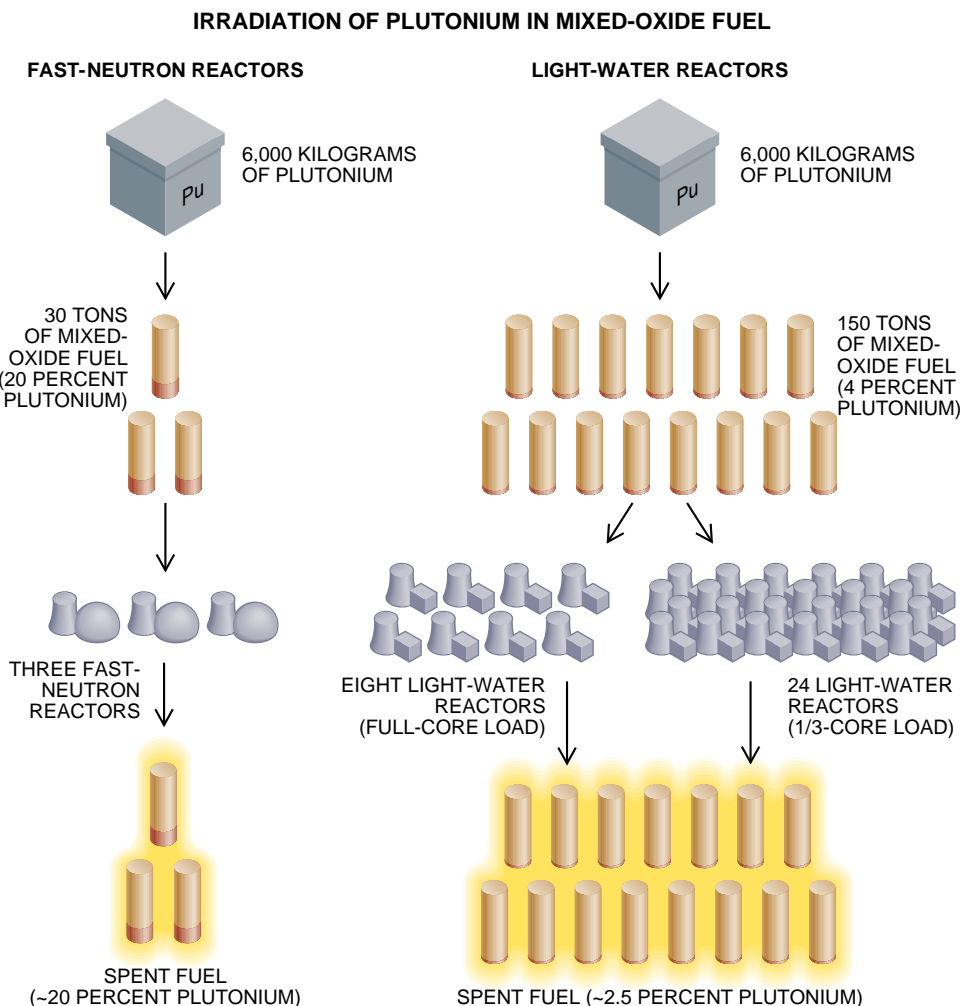 IRRADIATION OF PLUTONIUM IN MIXED-OXIDE FUEL
FAST-NEUTRON REACTORS
Pu
6,000 KILOGRAMS
OF PLUTONIUM
30 TONS
OF MIXED-
OXIDE FUEL
(20 PERCENT
PLUTONIUM)
THREE FAST-
NEUTRON
REACTORS
SPENT FUEL
(~20 PERCENT PLUTONIUM)
LIGHT-WATER REACTORS
Pu
6,000 KILOGRAMS
OF PLUTONIUM
150 TONS
OF MIXED-
OXIDE FUEL
(4 PERCENT
PLUTONIUM)
EIGHT LIGHT-WATER
REACTORS
(FULL-CORE LOAD)
24 LIGHT-WATER
REACTORS
(1/3-CORE LOAD)
SPENT FUEL (~2.5 PERCENT PLUTONIUM)